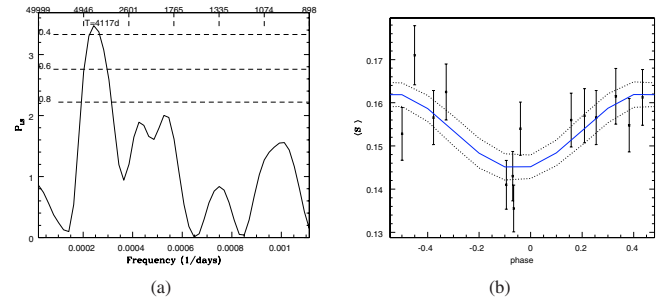 49999 4946 2601 1765 1335 1074 898
T=4117d
0.4
0.6
0.8
3
2
1
0
P_LS
0.0002 0.0004 0.0006 0.0008 0.001
Frequency (1/days)
(a)
0.17
0.16
0.15
0.14
0.13
⟨S⟩
-0.4 -0.2 0 0.2 0.4
phase
(b)